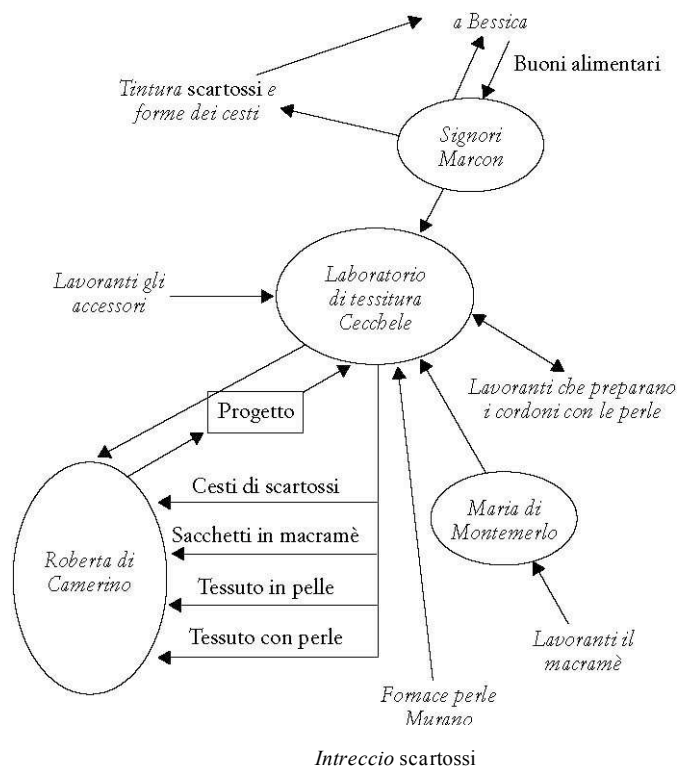 a Bessica
Buoni alimentari
Tintura scartossi e
forme dei cesti
Signori
Marcon
Laboratorio
di tessitura
Cecchele
Lavoranti gli
accessori
Lavoranti che preparano
i cordoni con le perle
Progetto
Cesti di scartossi
Sacchetti in macramè
Tessuto in pelle
Tessuto con perle
Roberta di
Camerino
Maria di
Montemerlo
Lavoranti il
macramè
Fornace perle
Murano
Intreccio scartossi